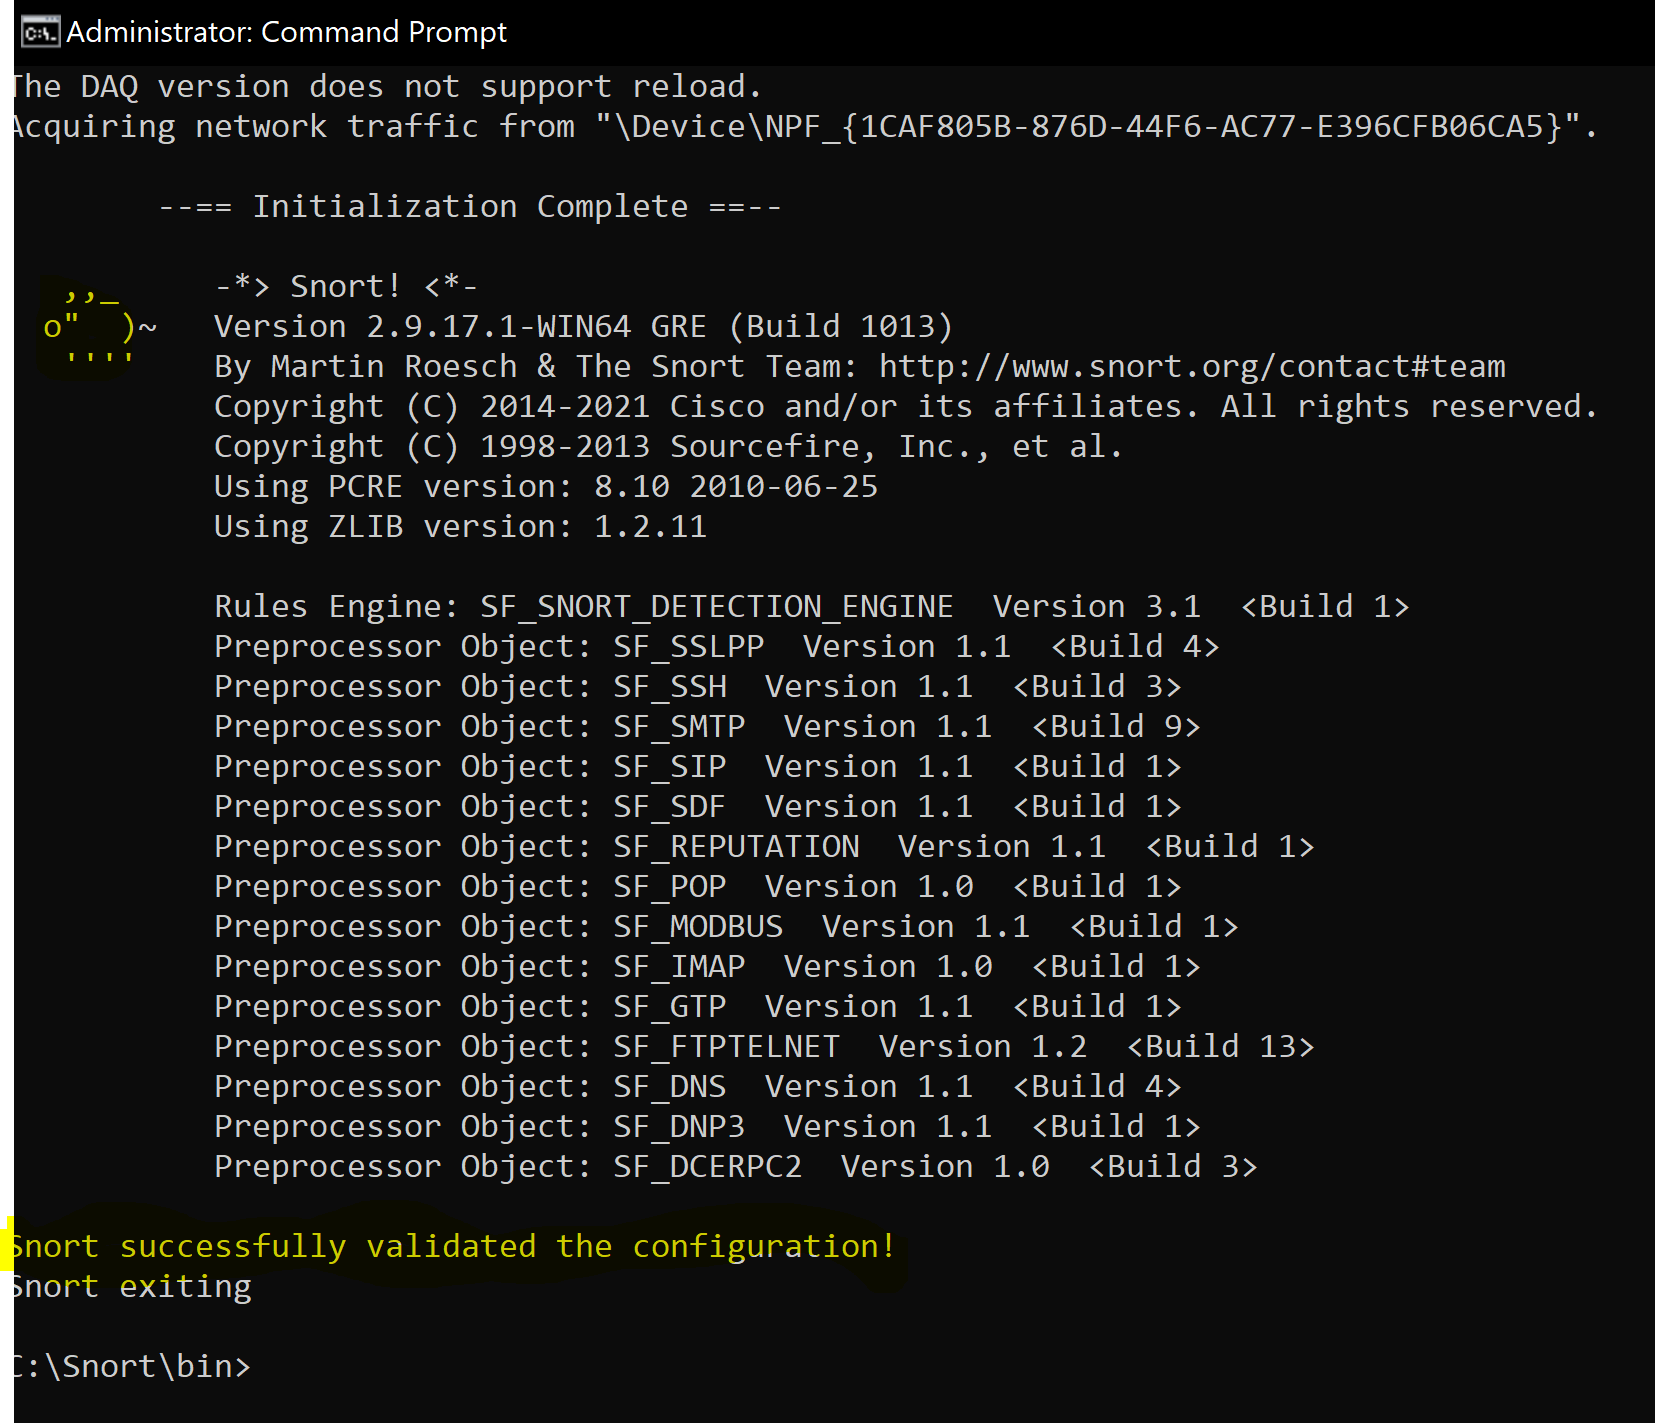 Administrator: Command Prompt
The DAQ version does not support reload.
Acquiring network traffic from "\Device\NPF_{1CAF805B-876D-44F6-AC77-E396CFB06CA5}".
--== Initialization Complete ==--
,,_     -*> Snort! <*-
o"  )~   Version 2.9.17.1-WIN64 GRE (Build 1013)
''''    By Martin Roesch & The Snort Team: http://www.snort.org/contact#team
Copyright (C) 2014-2021 Cisco and/or its affiliates. All rights reserved.
Copyright (C) 1998-2013 Sourcefire, Inc., et al.
Using PCRE version: 8.10 2010-06-25
Using ZLIB version: 1.2.11
Rules Engine: SF_SNORT_DETECTION_ENGINE  Version 3.1  <Build 1>
Preprocessor Object: SF_SSLPP  Version 1.1  <Build 4>
Preprocessor Object: SF_SSH  Version 1.1  <Build 3>
Preprocessor Object: SF_SMTP  Version 1.1  <Build 9>
Preprocessor Object: SF_SIP  Version 1.1  <Build 1>
Preprocessor Object: SF_SDF  Version 1.1  <Build 1>
Preprocessor Object: SF_REPUTATION  Version 1.1  <Build 1>
Preprocessor Object: SF_POP  Version 1.0  <Build 1>
Preprocessor Object: SF_MODBUS  Version 1.1  <Build 1>
Preprocessor Object: SF_IMAP  Version 1.0  <Build 1>
Preprocessor Object: SF_GTP  Version 1.1  <Build 1>
Preprocessor Object: SF_FTPTELNET  Version 1.2  <Build 13>
Preprocessor Object: SF_DNS  Version 1.1  <Build 4>
Preprocessor Object: SF_DNP3  Version 1.1  <Build 1>
Preprocessor Object: SF_DCERPC2  Version 1.0  <Build 3>
Snort successfully validated the configuration!
Snort exiting
C:\Snort\bin>